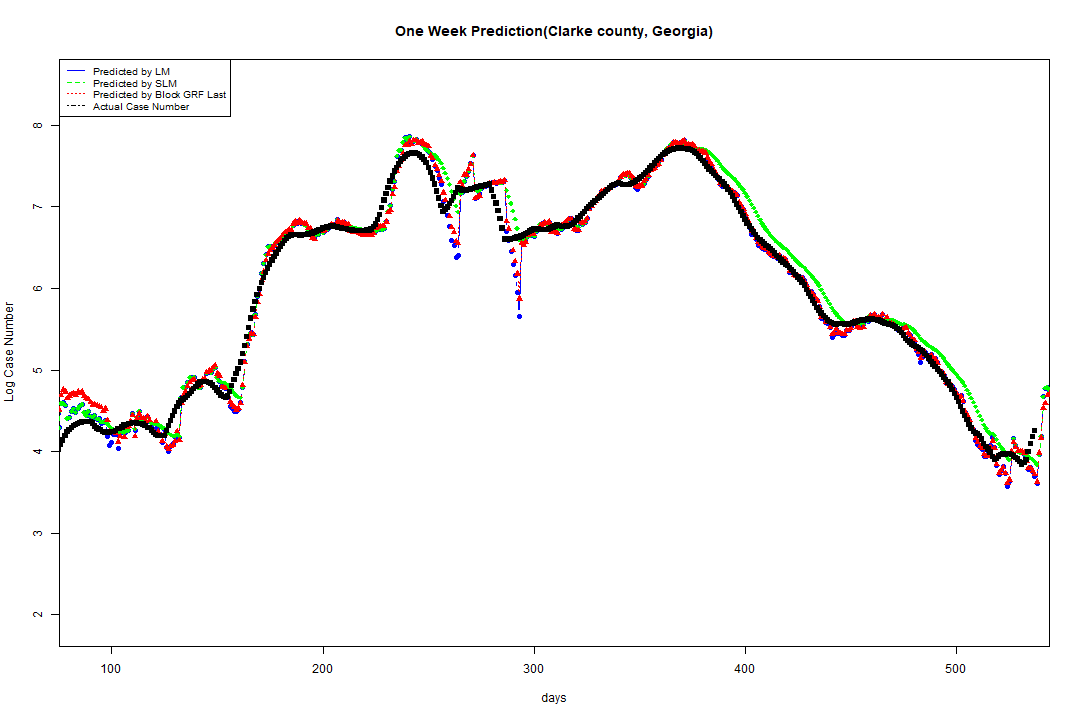 One Week Prediction(Clarke county, Georgia)
Predicted by LM
Predicted by SLM
Predicted by Block GRF Last
Actual Case Number
8
7
6
5
4
3
2
Log Case Number
100 200 300 400 500
days